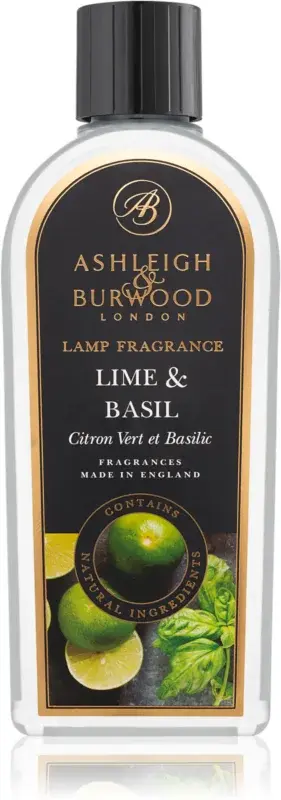 AB
ASHLEIGH
&
BURWOOD
LONDON
LAMP FRAGRANCE
LIME &
BASIL
Citron Vert et Basilic
FRAGRANCES
MADE IN ENGLAND
CONTAINS
NATURAL INGREDIENTS